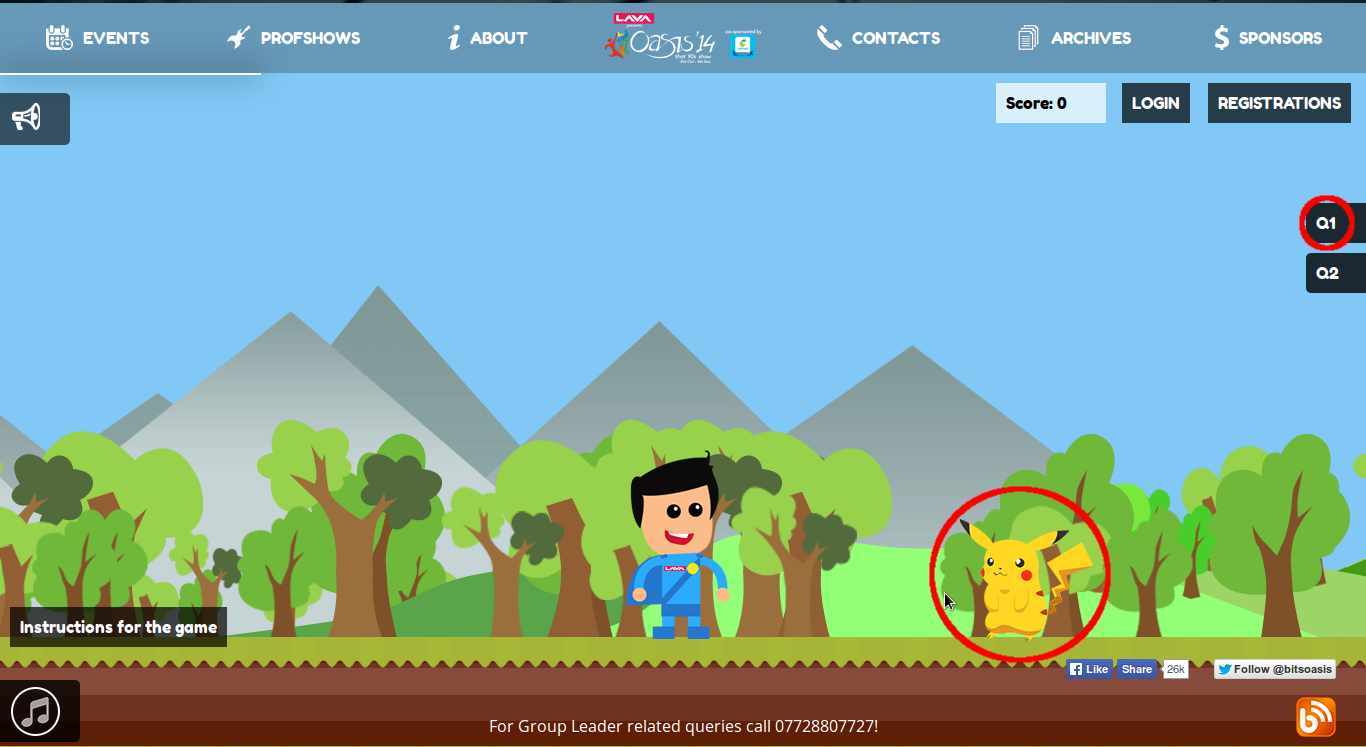 EVENTS
PROFSHOWS
ABOUT
LAVA
Oasis'14
co-sponsored by
CONTACTS
ARCHIVES
SPONSORS
Score: 0
LOGIN
REGISTRATIONS
Q1
Q2
LAVA
Instructions for the game
Like
Share
26k
Follow @bitsoasis
For Group Leader related queries call 07728807727!